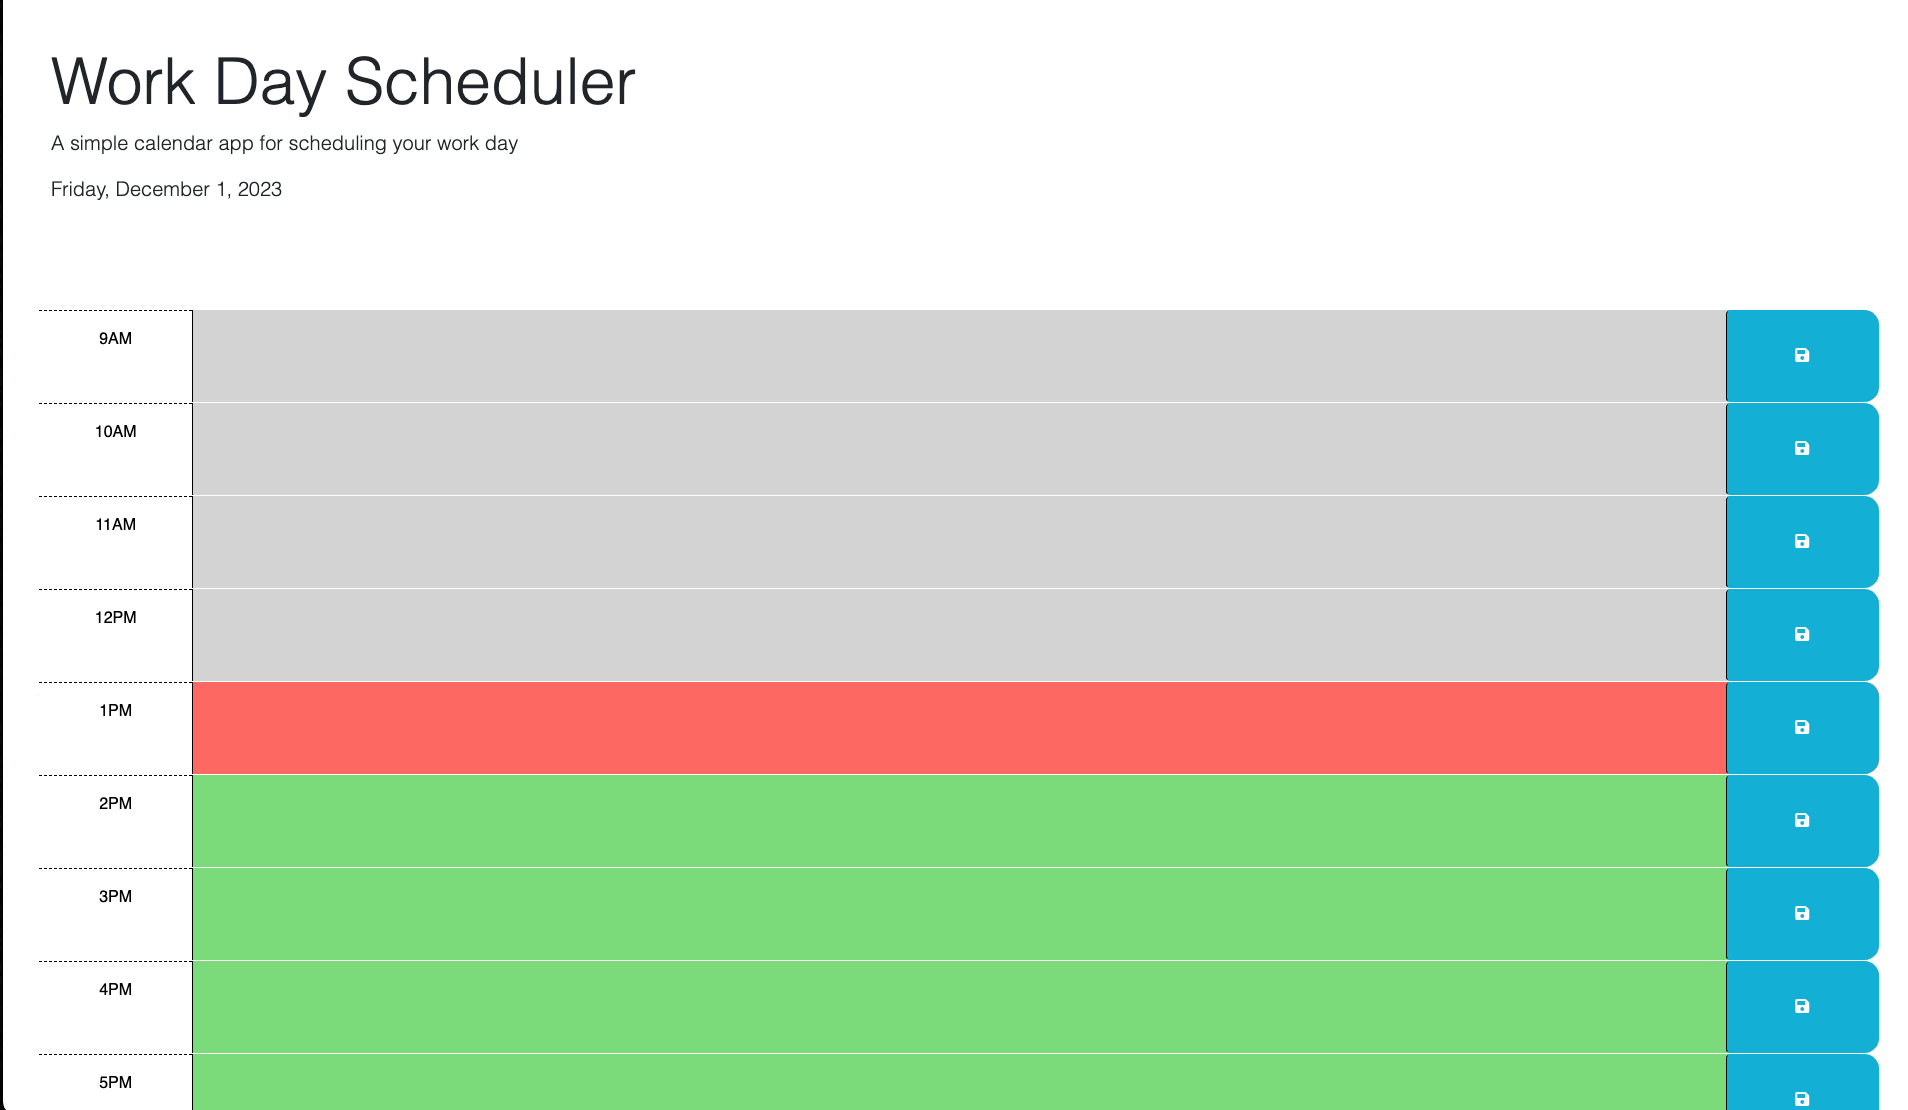 Work Day Scheduler
A simple calendar app for scheduling your work day
Friday, December 1, 2023
9AM
10AM
11AM
12PM
1PM
2PM
3PM
4PM
5PM